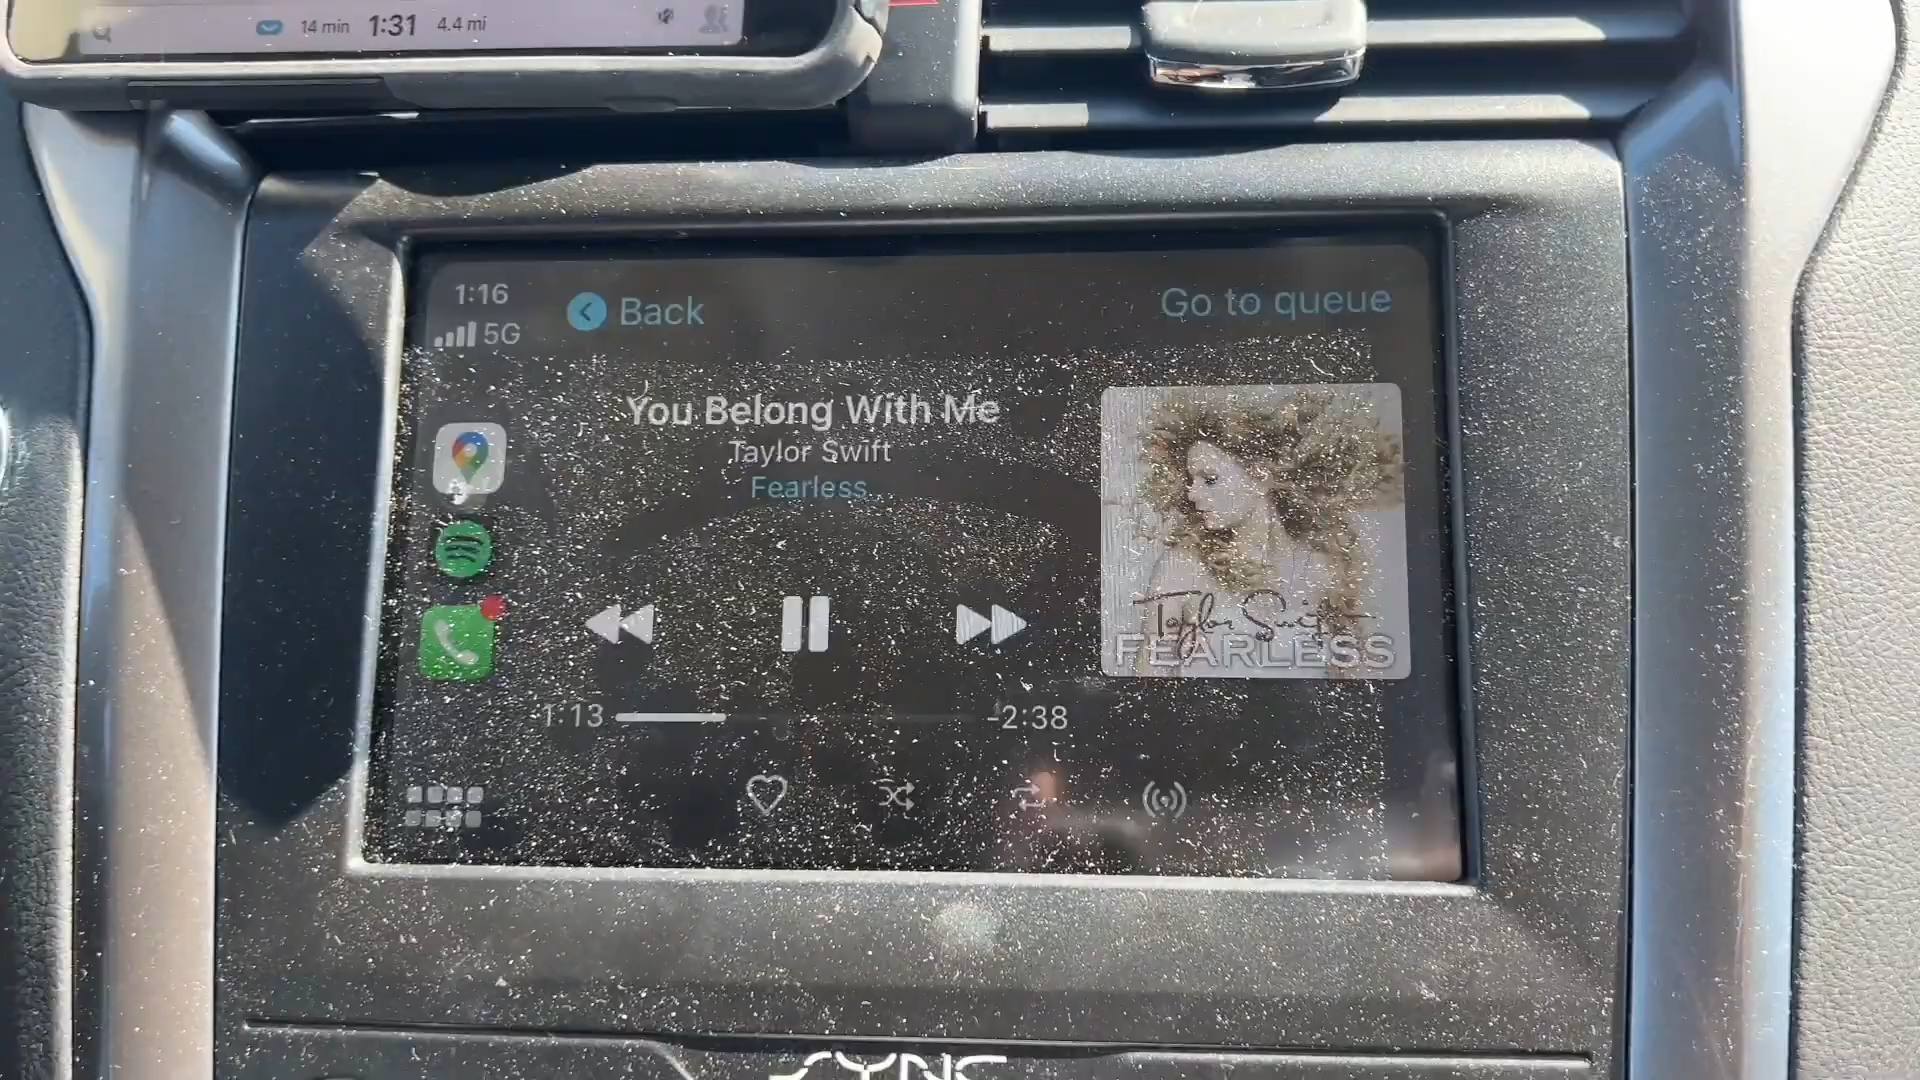 14 min 1:31 4.4 mi
1:16
5G
Back
Go to queue
You Belong With Me
Taylor Swift
Fearless
Taylor Swift
FEARLESS
1:13
-2:38
SYNC